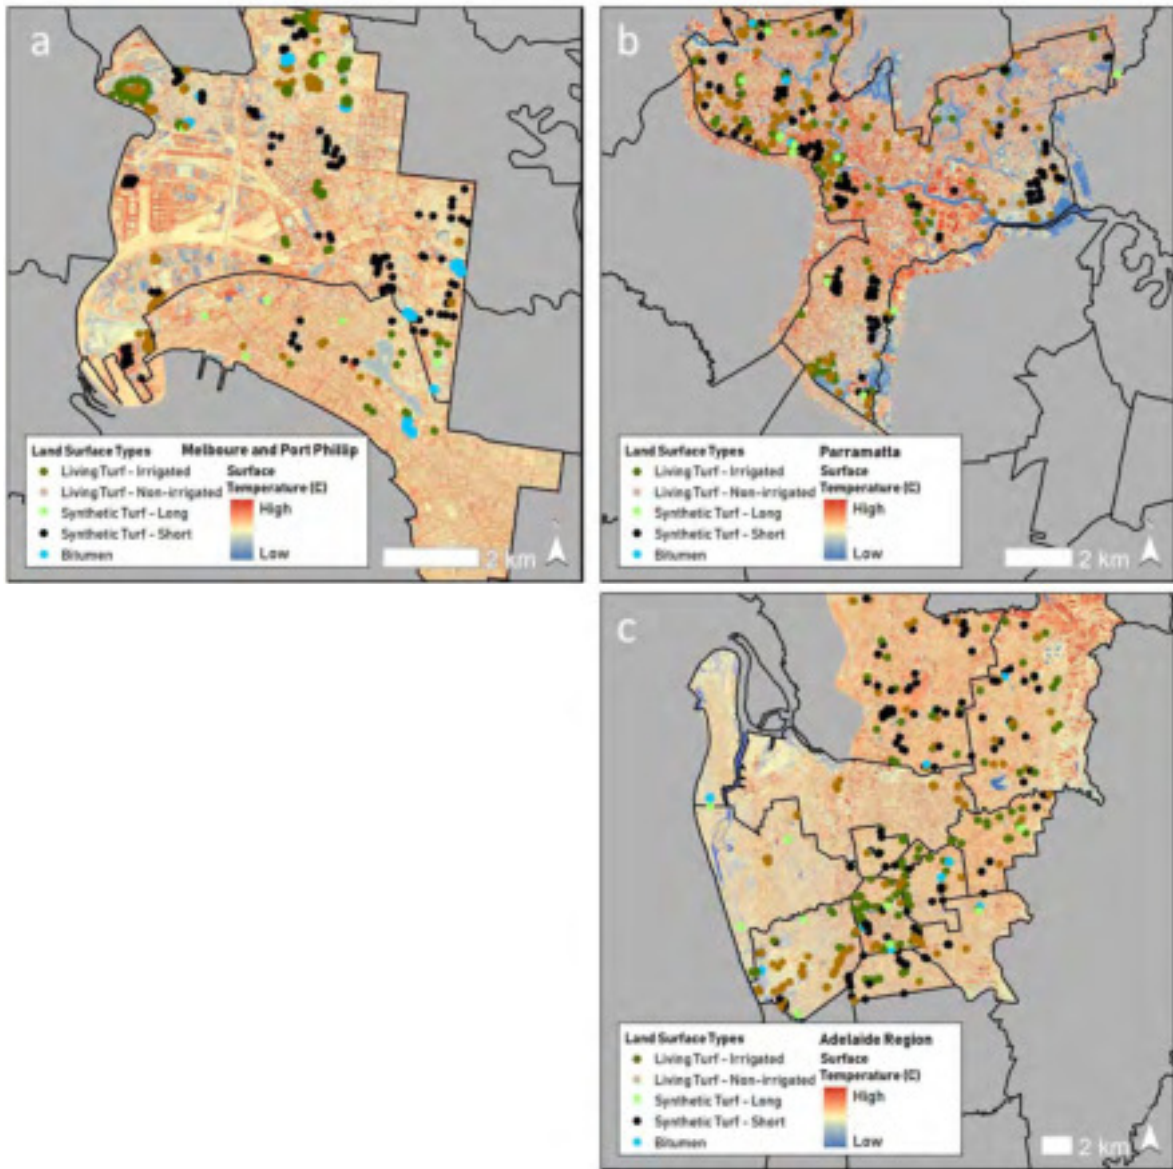 a
Land Surface Types Melboure and Port Phillip
Living Turf - Irrigated Surface
Living Turf - Non-irrigated Temperature (C)
Synthetic Turf - Long High
Synthetic Turf - Short
Bitumen Low
2 km
b
Land Surface Types Parramatta
Living Turf - Irrigated Surface
Living Turf - Non-irrigated Temperature (C)
Synthetic Turf - Long High
Synthetic Turf - Short
Bitumen Low
2 km
c
Land Surface Types Adelaide Region
Living Turf - Irrigated Surface
Living Turf - Non-irrigated Temperature (C)
Synthetic Turf - Long High
Synthetic Turf - Short
Bitumen Low
2 km